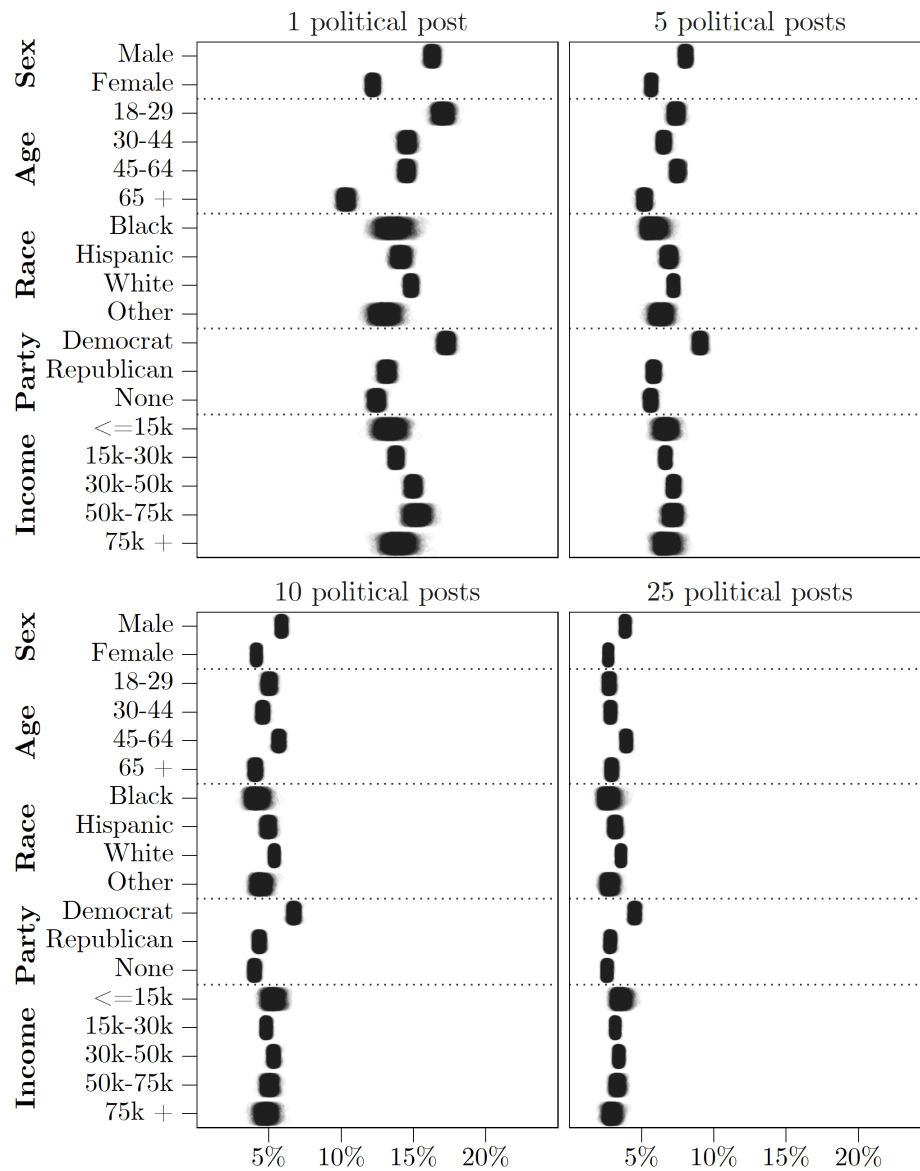 1 political post
5 political posts
Sex
Male
Female
Age
18-29
30-44
45-64
65 +
Race
Black
Hispanic
White
Other
Party
Democrat
Republican
None
Income
<=15k
15k-30k
30k-50k
50k-75k
75k +
10 political posts
25 political posts
Sex
Male
Female
Age
18-29
30-44
45-64
65 +
Race
Black
Hispanic
White
Other
Party
Democrat
Republican
None
Income
<=15k
15k-30k
30k-50k
50k-75k
75k +
5% 10% 15% 20%
5% 10% 15% 20%